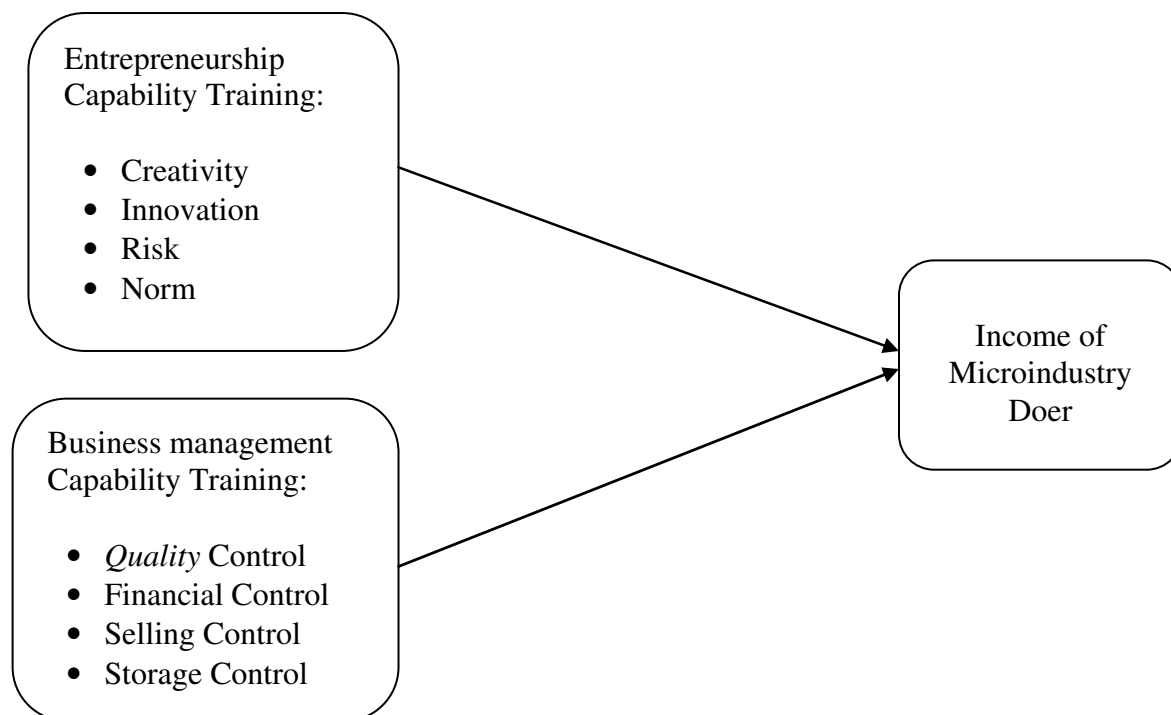 Entrepreneurship
Capability Training:
• Creativity
• Innovation
• Risk
• Norm
Business management
Capability Training:
• Quality Control
• Financial Control
• Selling Control
• Storage Control
Income of
Microindustry
Doer